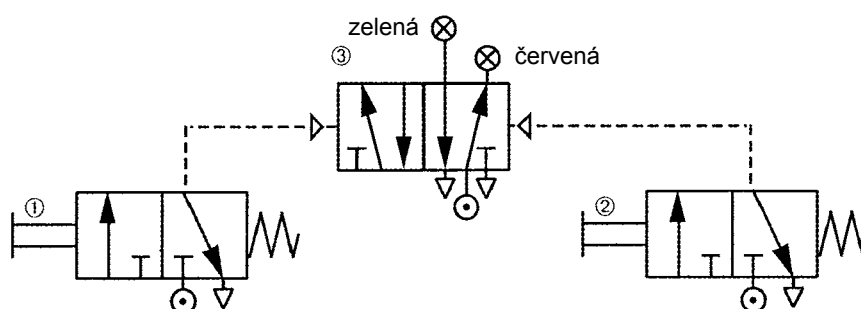 zelená
③
červená
①
②